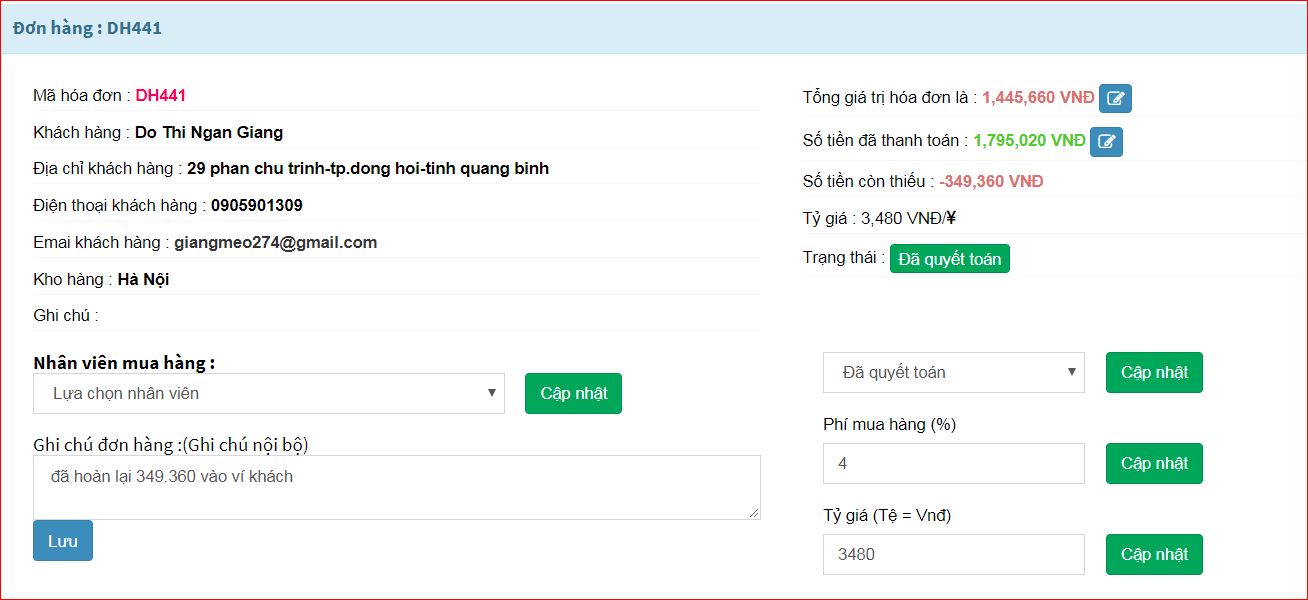 Đơn hàng : DH441
Mã hóa đơn : DH441
Khách hàng : Do Thi Ngan Giang
Địa chỉ khách hàng : 29 phan chu trinh-tp.dong hoi-tinh quang binh
Điện thoại khách hàng : 0905901309
Emai khách hàng : giangmeo274@gmail.com
Kho hàng : Hà Nội
Ghi chú :
Tổng giá trị hóa đơn là : 1,445,660 VNĐ
Số tiền đã thanh toán : 1,795,020 VNĐ
Số tiền còn thiếu : -349,360 VNĐ
Tỷ giá : 3,480 VNĐ/¥
Trạng thái : Đã quyết toán
Nhân viên mua hàng :
Lựa chọn nhân viên Cập nhật
Ghi chú đơn hàng :(Ghi chú nội bộ)
đã hoàn lại 349.360 vào ví khách
Lưu
Đã quyết toán Cập nhật
Phí mua hàng (%)
4 Cập nhật
Tỷ giá (Tệ = Vnđ)
3480 Cập nhật